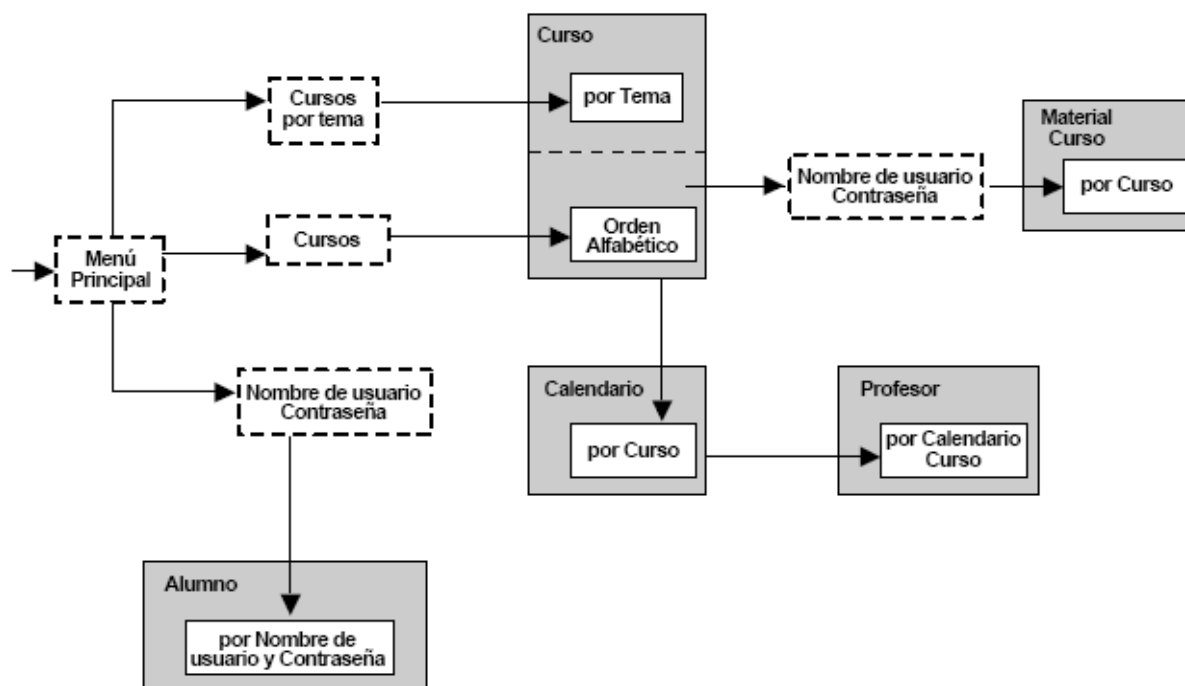 Curso
Cursos
por tema
por Tema
Material
Curso
Nombre de usuario
Contraseña
por Curso
Cursos
Orden
Alfabético
Menú
Principal
Nombre de usuario
Contraseña
Calendario
por Curso
Profesor
por Calendario
Curso
Alumno
por Nombre de
usuario y Contraseña